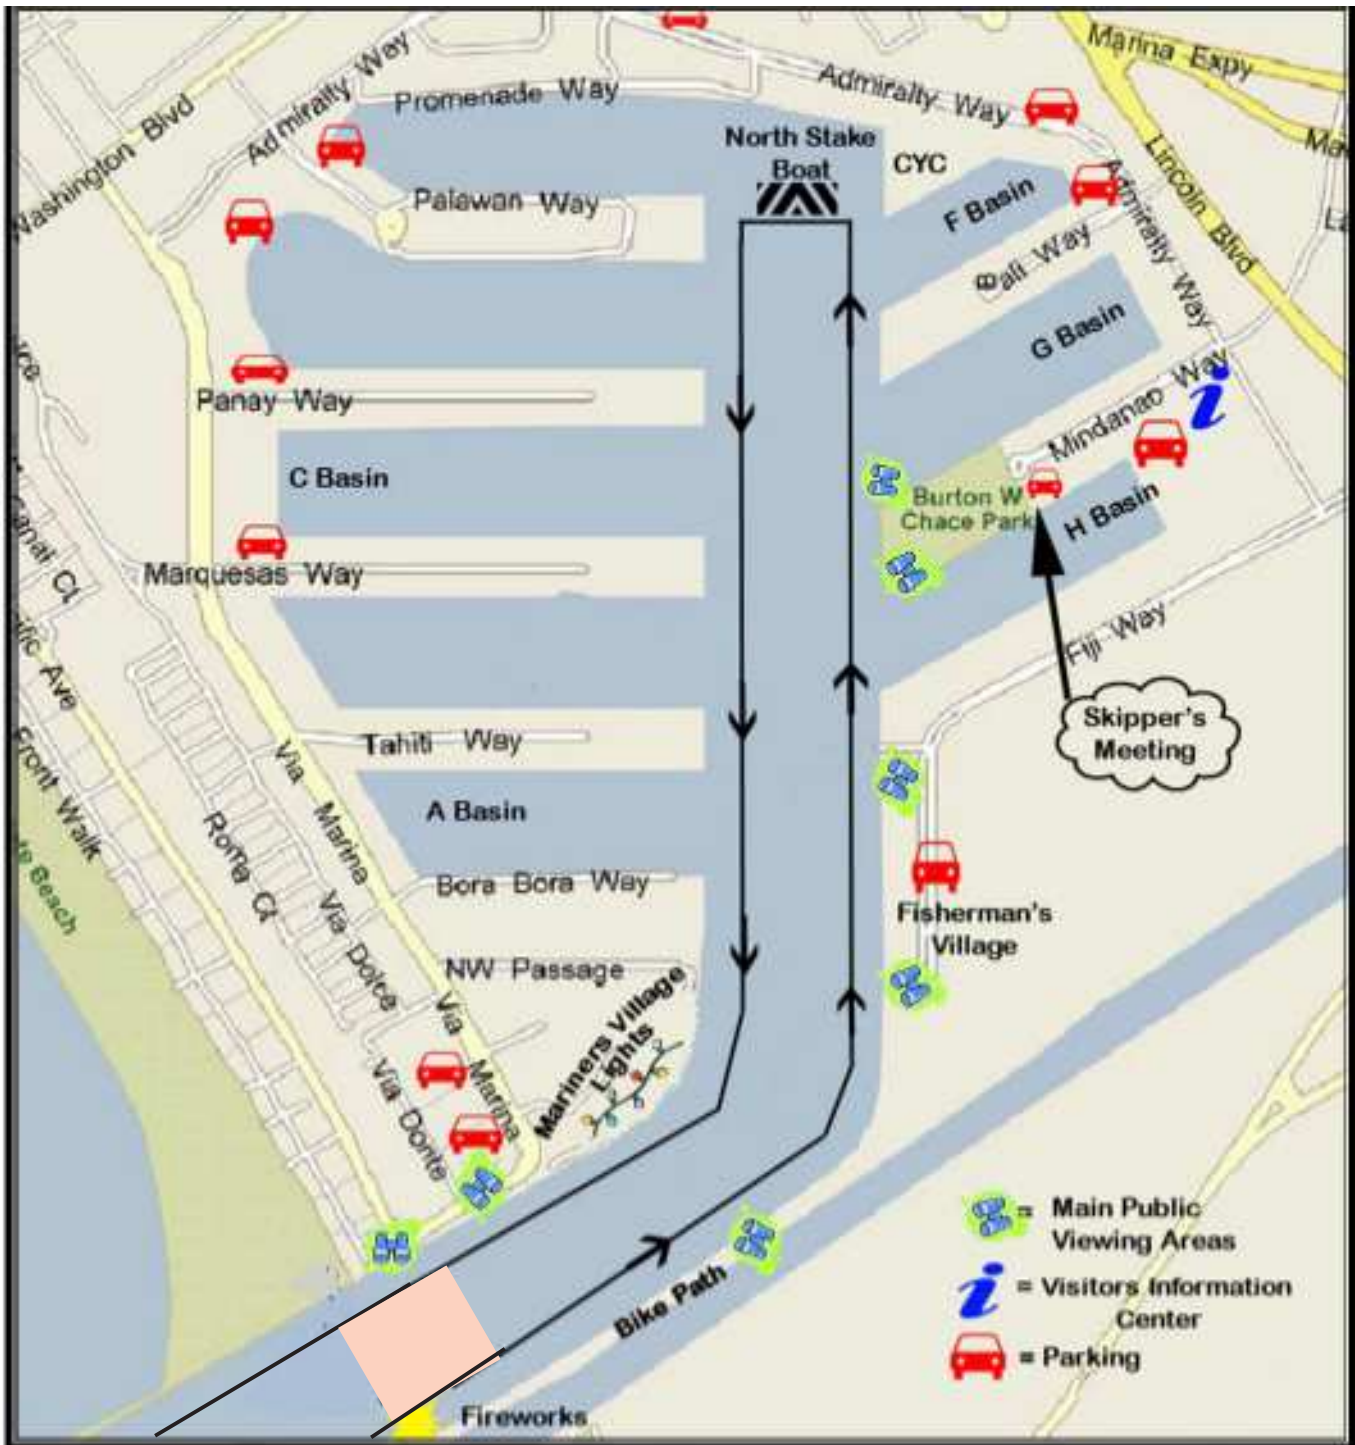 Marina Expy
Admiralty Way
Promenade Way
Admiralty Way
Washington Blvd
North Stake
Boat
CYC
Lincoln Blvd
Admiralty Way
F Basin
Palawan Way
Bali Way
G Basin
Mindanao Way
Panay Way
C Basin
Burton W
Chace Park
H Basin
Marquesas Way
Canal Ct
Fiji Way
Skipper's
Meeting
Tahiti Way
Via Marina
A Basin
Front Walk
Roma Ct
Bora Bora Way
Via Dolce
Fisherman's
Village
Beach
NW Passage
Mariners Village
Lights
Via Marina
Via Donte
= Main Public
Viewing Areas
Bike Path
= Visitors Information
Center
= Parking
Fireworks